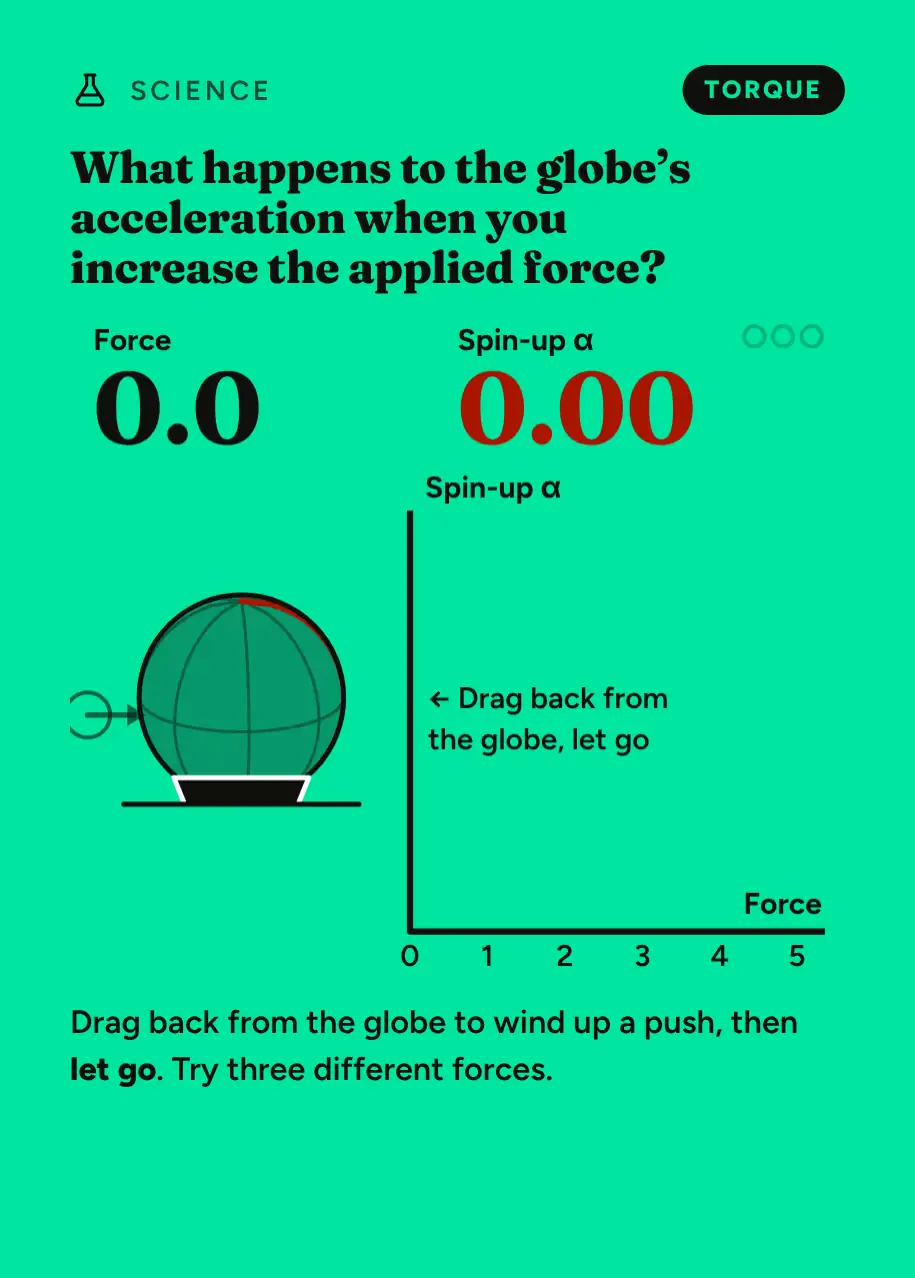 SCIENCE
TORQUE
What happens to the globe’s
acceleration when you
increase the applied force?
Force
Spin-up α
0.0
0.00
Spin-up α
← Drag back from
the globe, let go
Force
0 1 2 3 4 5
Drag back from the globe to wind up a push, then
let go. Try three different forces.